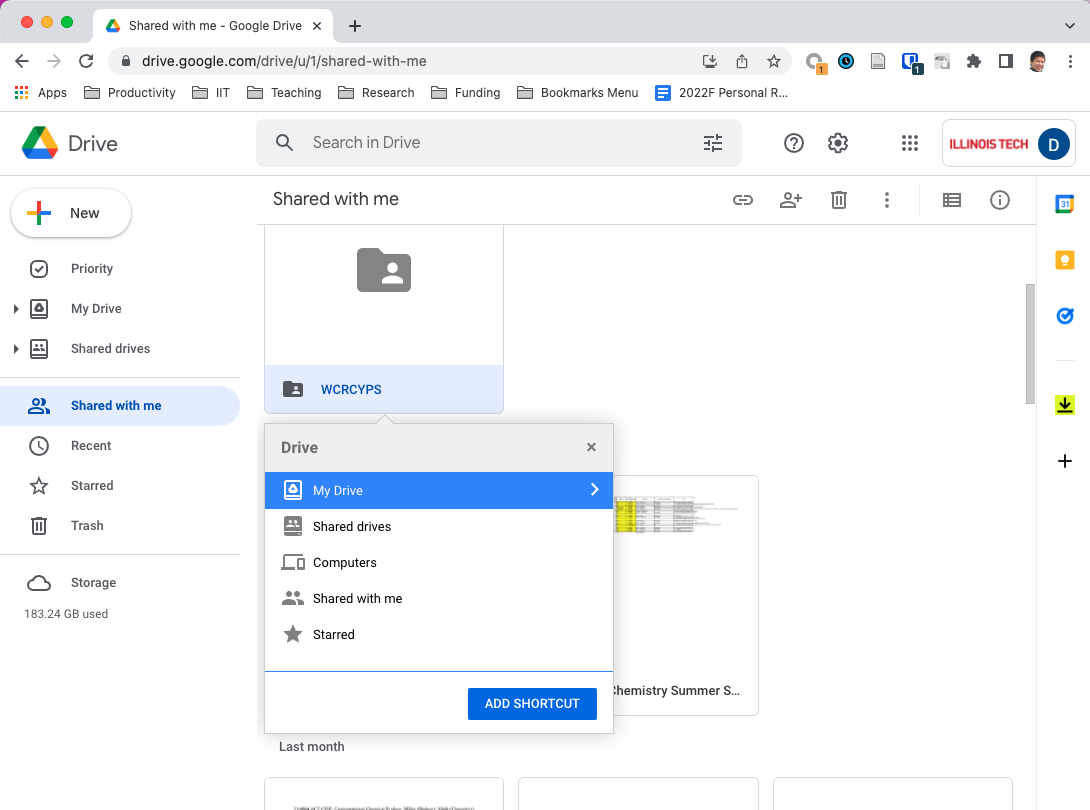 Shared with me - Google Drive
drive.google.com/drive/u/1/shared-with-me
1
1
Apps
Productivity
IIT
Teaching
Research
Funding
Bookmarks Menu
2022F Personal R...
Drive
Search in Drive
ILLINOIS TECH
D
New
Shared with me
31
Priority
My Drive
Shared drives
WCRCYPS
Shared with me
Recent
Drive
Starred
My Drive
Trash
Shared drives
Computers
Storage
Shared with me
183.24 GB used
Starred
Chemistry Summer S...
ADD SHORTCUT
Last month